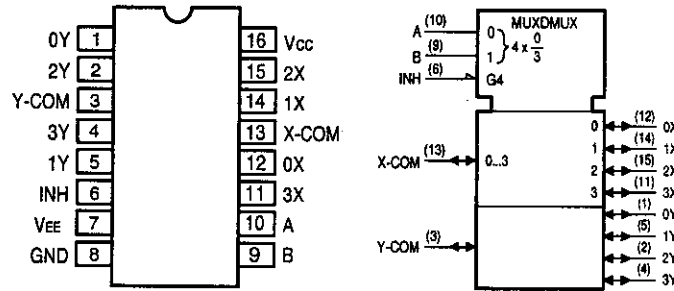 0Y 1 16 Vcc
2Y 2 15 2X
Y-COM 3 14 1X
3Y 4 13 X-COM
1Y 5 12 0X
INH 6 11 3X
VEE 7 10 A
GND 8 9 B
MUXDMUX
A (10) 0
B (9) 1
} 4 x 0/3
INH (6) G4
X-COM (13) 0...3
0 (12) 0X
1 (14) 1X
2 (15) 2X
3 (11) 3X
Y-COM (3)
(1) 0Y
(5) 1Y
(2) 2Y
(4) 3Y